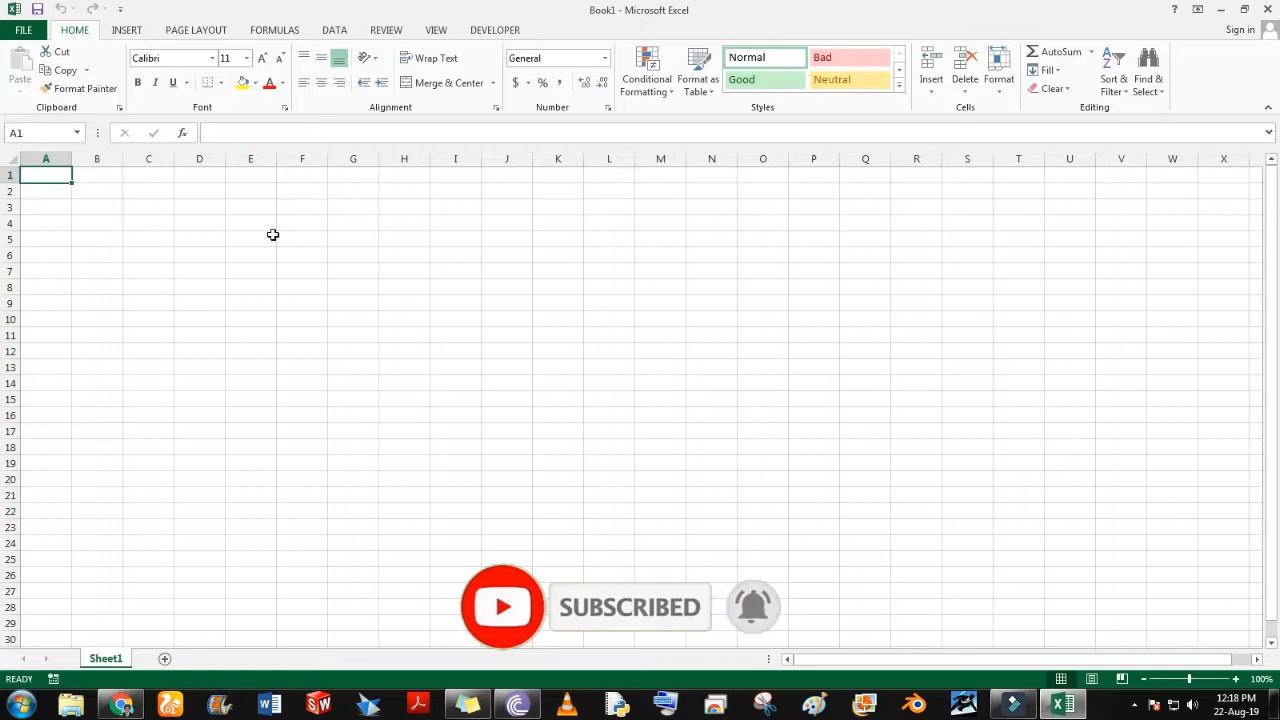 Book1 - Microsoft Excel
Sign in
FILE HOME INSERT PAGE LAYOUT FORMULAS DATA REVIEW VIEW DEVELOPER
Paste
Cut
Copy
Format Painter
Clipboard
Calibri 11
B I U
Font
Wrap Text
Merge & Center
Alignment
General
$ % ,
Number
Conditional Formatting
Format as Table
Normal Bad
Good Neutral
Styles
Insert Delete Format
Cells
AutoSum
Fill
Clear
Sort & Filter
Find & Select
Editing
A1 fx
A B C D E F G H I J K L M N O P Q R S T U V W X
1
2
3
4
5
6
7
8
9
10
11
12
13
14
15
16
17
18
19
20
21
22
23
24
25
26
27
28
29
30
SUBSCRIBED
Sheet1
READY
100%
12:18 PM
22-Aug-19